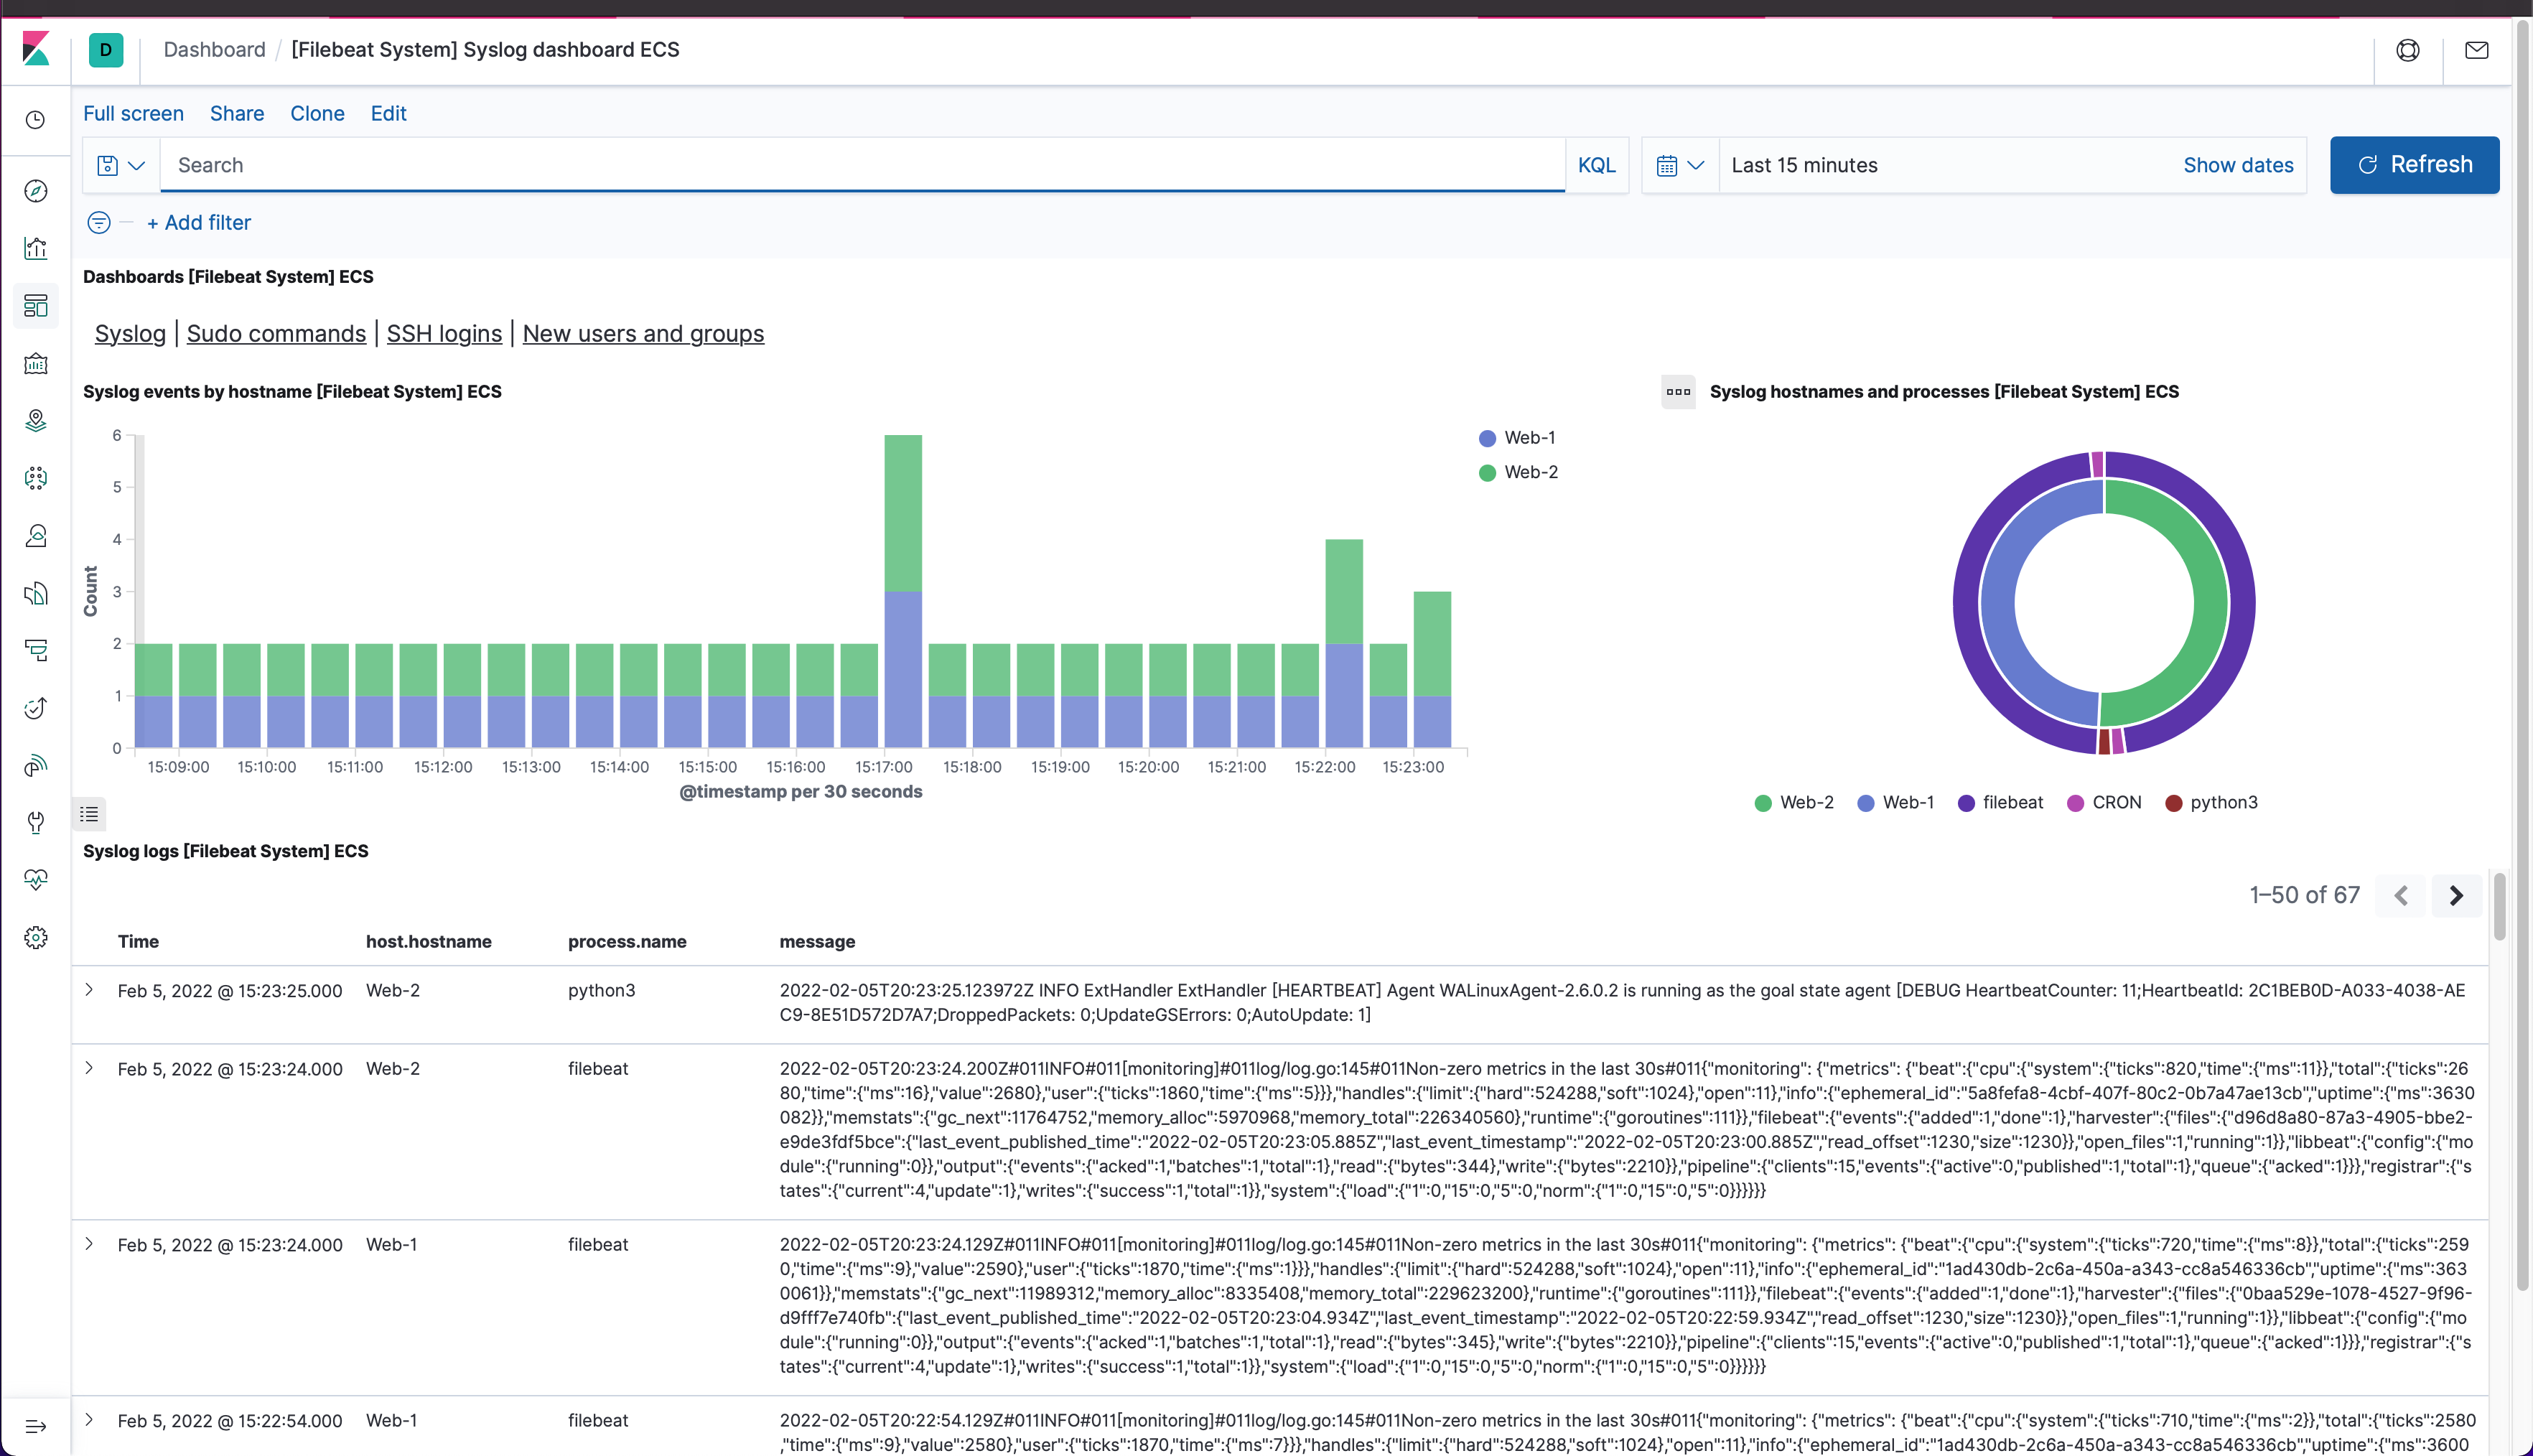 D
Dashboard / [Filebeat System] Syslog dashboard ECS
Full screen Share Clone Edit
Search KQL Last 15 minutes Show dates Refresh
+ Add filter
Dashboards [Filebeat System] ECS
Syslog | Sudo commands | SSH logins | New users and groups
Syslog events by hostname [Filebeat System] ECS
6
5
4
3
2
1
0
Count
15:09:00 15:10:00 15:11:00 15:12:00 15:13:00 15:14:00 15:15:00 15:16:00 15:17:00 15:18:00 15:19:00 15:20:00 15:21:00 15:22:00 15:23:00
@timestamp per 30 seconds
Web-1
Web-2
Syslog hostnames and processes [Filebeat System] ECS
Web-2 Web-1 filebeat CRON python3
Syslog logs [Filebeat System] ECS
1–50 of 67
Time host.hostname process.name message
Feb 5, 2022 @ 15:23:25.000 Web-2 python3 2022-02-05T20:23:25.123972Z INFO ExtHandler ExtHandler [HEARTBEAT] Agent WALinuxAgent-2.6.0.2 is running as the goal state agent [DEBUG HeartbeatCounter: 11;HeartbeatId: 2C1BEB0D-A033-4038-AE
C9-8E51D572D7A7;DroppedPackets: 0;UpdateGSErrors: 0;AutoUpdate: 1]
Feb 5, 2022 @ 15:23:24.000 Web-2 filebeat 2022-02-05T20:23:24.200Z#011INFO#011[monitoring]#011log/log.go:145#011Non-zero metrics in the last 30s#011{"monitoring": {"metrics": {"beat":{"cpu":{"system":{"ticks":820,"time":{"ms":11}},"total":{"ticks":26
80,"time":{"ms":16},"value":2680},"user":{"ticks":1860,"time":{"ms":5}}},"handles":{"limit":{"hard":524288,"soft":1024},"open":11},"info":{"ephemeral_id":"5a8fefa8-4cbf-407f-80c2-0b7a47ae13cb","uptime":{"ms":3630
082}},"memstats":{"gc_next":11764752,"memory_alloc":5970968,"memory_total":226340560},"runtime":{"goroutines":111}},"filebeat":{"events":{"added":1,"done":1},"harvester":{"files":{"d96d8a80-87a3-4905-bbe2-
e9de3fdf5bce":{"last_event_published_time":"2022-02-05T20:23:05.885Z","last_event_timestamp":"2022-02-05T20:23:00.885Z","read_offset":1230,"size":1230}},"open_files":1,"running":1}},"libbeat":{"config":{"mo
dule":{"running":0}},"output":{"events":{"acked":1,"batches":1,"total":1},"read":{"bytes":344},"write":{"bytes":2210}},"pipeline":{"clients":15,"events":{"active":0,"published":1,"total":1},"queue":{"acked":1}}},"registrar":{"s
tates":{"current":4,"update":1},"writes":{"success":1,"total":1}},"system":{"load":{"1":0,"15":0,"5":0,"norm":{"1":0,"15":0,"5":0}}}}}}
Feb 5, 2022 @ 15:23:24.000 Web-1 filebeat 2022-02-05T20:23:24.129Z#011INFO#011[monitoring]#011log/log.go:145#011Non-zero metrics in the last 30s#011{"monitoring": {"metrics": {"beat":{"cpu":{"system":{"ticks":720,"time":{"ms":8}},"total":{"ticks":259
0,"time":{"ms":9},"value":2590},"user":{"ticks":1870,"time":{"ms":1}}},"handles":{"limit":{"hard":524288,"soft":1024},"open":11},"info":{"ephemeral_id":"1ad430db-2c6a-450a-a343-cc8a546336cb","uptime":{"ms":363
0061}},"memstats":{"gc_next":11989312,"memory_alloc":8335408,"memory_total":229623200},"runtime":{"goroutines":111}},"filebeat":{"events":{"added":1,"done":1},"harvester":{"files":{"0baa529e-1078-4527-9f96-
d9fff7e740fb":{"last_event_published_time":"2022-02-05T20:23:04.934Z","last_event_timestamp":"2022-02-05T20:22:59.934Z","read_offset":1230,"size":1230}},"open_files":1,"running":1}},"libbeat":{"config":{"mo
dule":{"running":0}},"output":{"events":{"acked":1,"batches":1,"total":1},"read":{"bytes":345},"write":{"bytes":2210}},"pipeline":{"clients":15,"events":{"active":0,"published":1,"total":1},"queue":{"acked":1}}},"registrar":{"s
tates":{"current":4,"update":1},"writes":{"success":1,"total":1}},"system":{"load":{"1":0,"15":0,"5":0,"norm":{"1":0,"15":0,"5":0}}}}}}
Feb 5, 2022 @ 15:22:54.000 Web-1 filebeat 2022-02-05T20:22:54.129Z#011INFO#011[monitoring]#011log/log.go:145#011Non-zero metrics in the last 30s#011{"monitoring": {"metrics": {"beat":{"cpu":{"system":{"ticks":710,"time":{"ms":2}},"total":{"ticks":2580
,"time":{"ms":9},"value":2580},"user":{"ticks":1870,"time":{"ms":7}}},"handles":{"limit":{"hard":524288,"soft":1024},"open":11},"info":{"ephemeral_id":"1ad430db-2c6a-450a-a343-cc8a546336cb","uptime":{"ms":3600